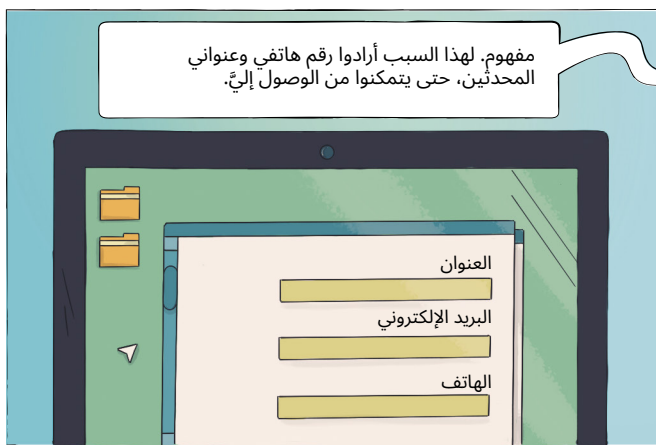 مفهوم. لهذا السبب أرادوا رقم هاتفي وعنواني
المحدثين، حتى يتمكنوا من الوصول إليَّ.
العنوان
البريد الإلكتروني
الهاتف